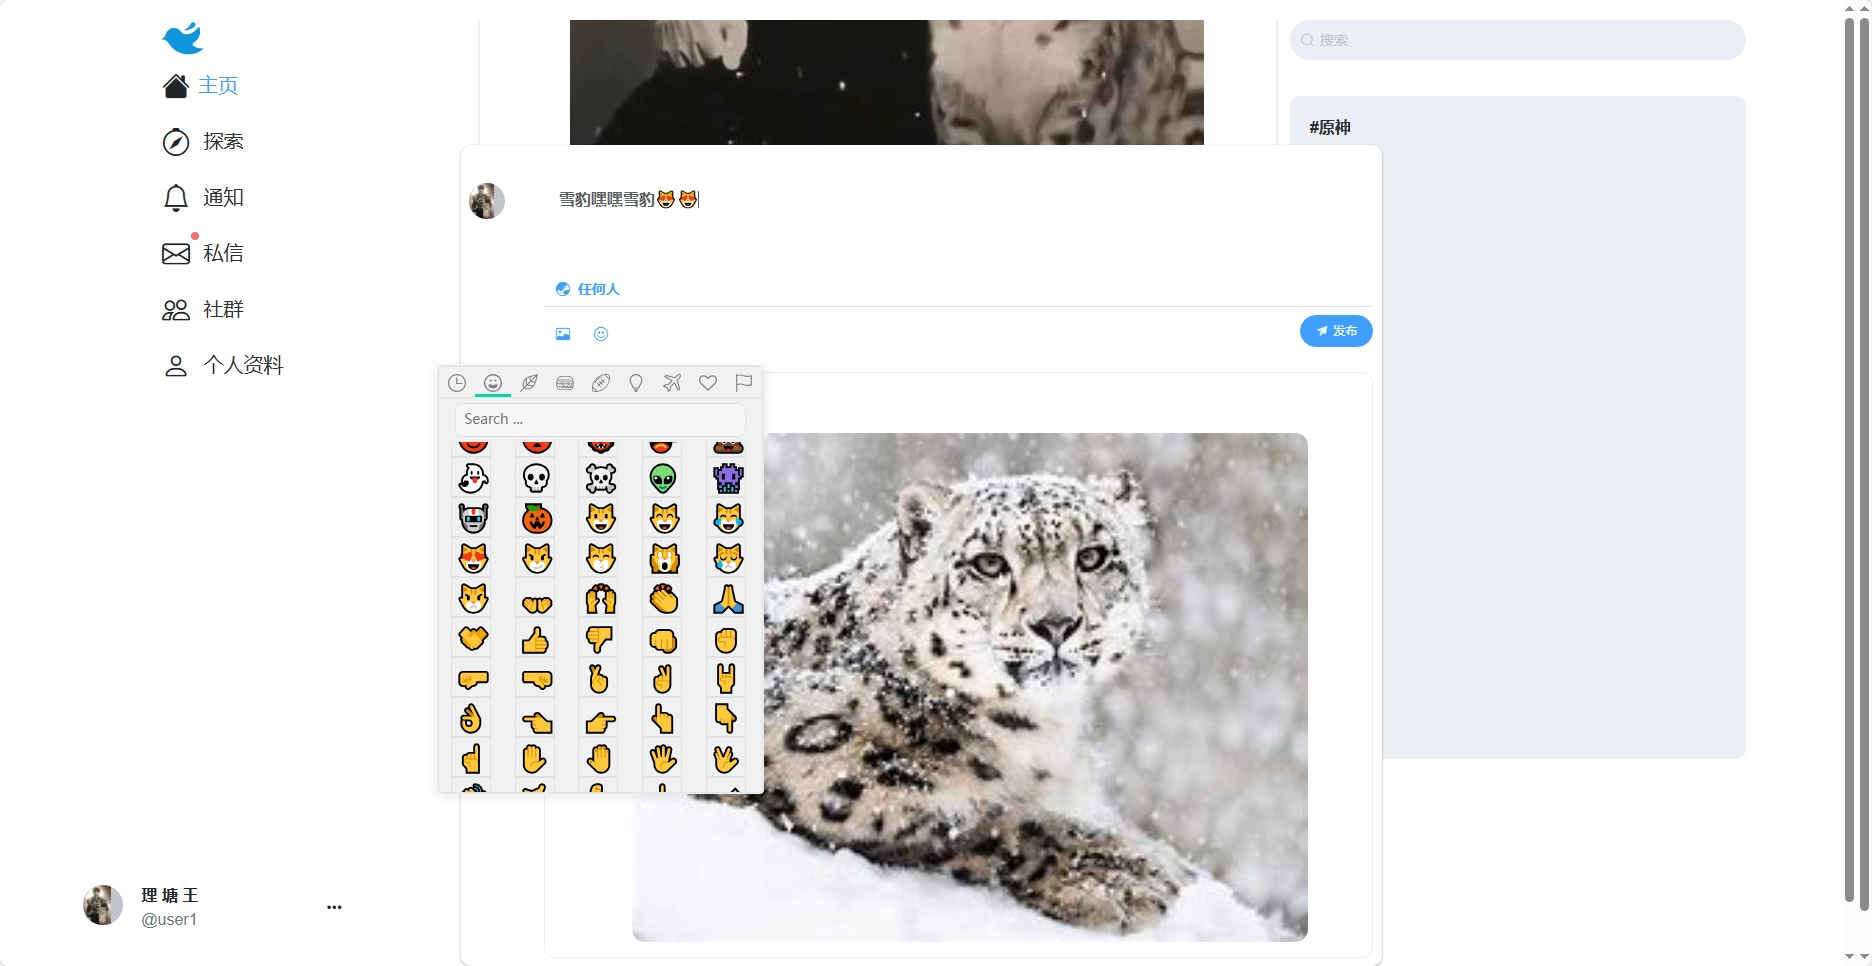 主页
探索
通知
私信
社群
个人资料
理塘王
@user1
雪豹嘿嘿雪豹😻😻
任何人
发布
Search ...
搜索
#原神